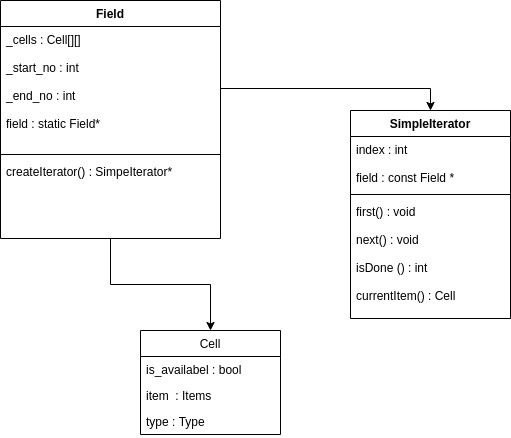 Field
_cells : Cell[][]
_start_no : int
_end_no : int
field : static Field*
createIterator() : SimpeIterator*
SimpleIterator
index : int
field : const Field *
first() : void
next() : void
isDone () : int
currentItem() : Cell
Cell
is_availabel : bool
item  : Items
type : Type